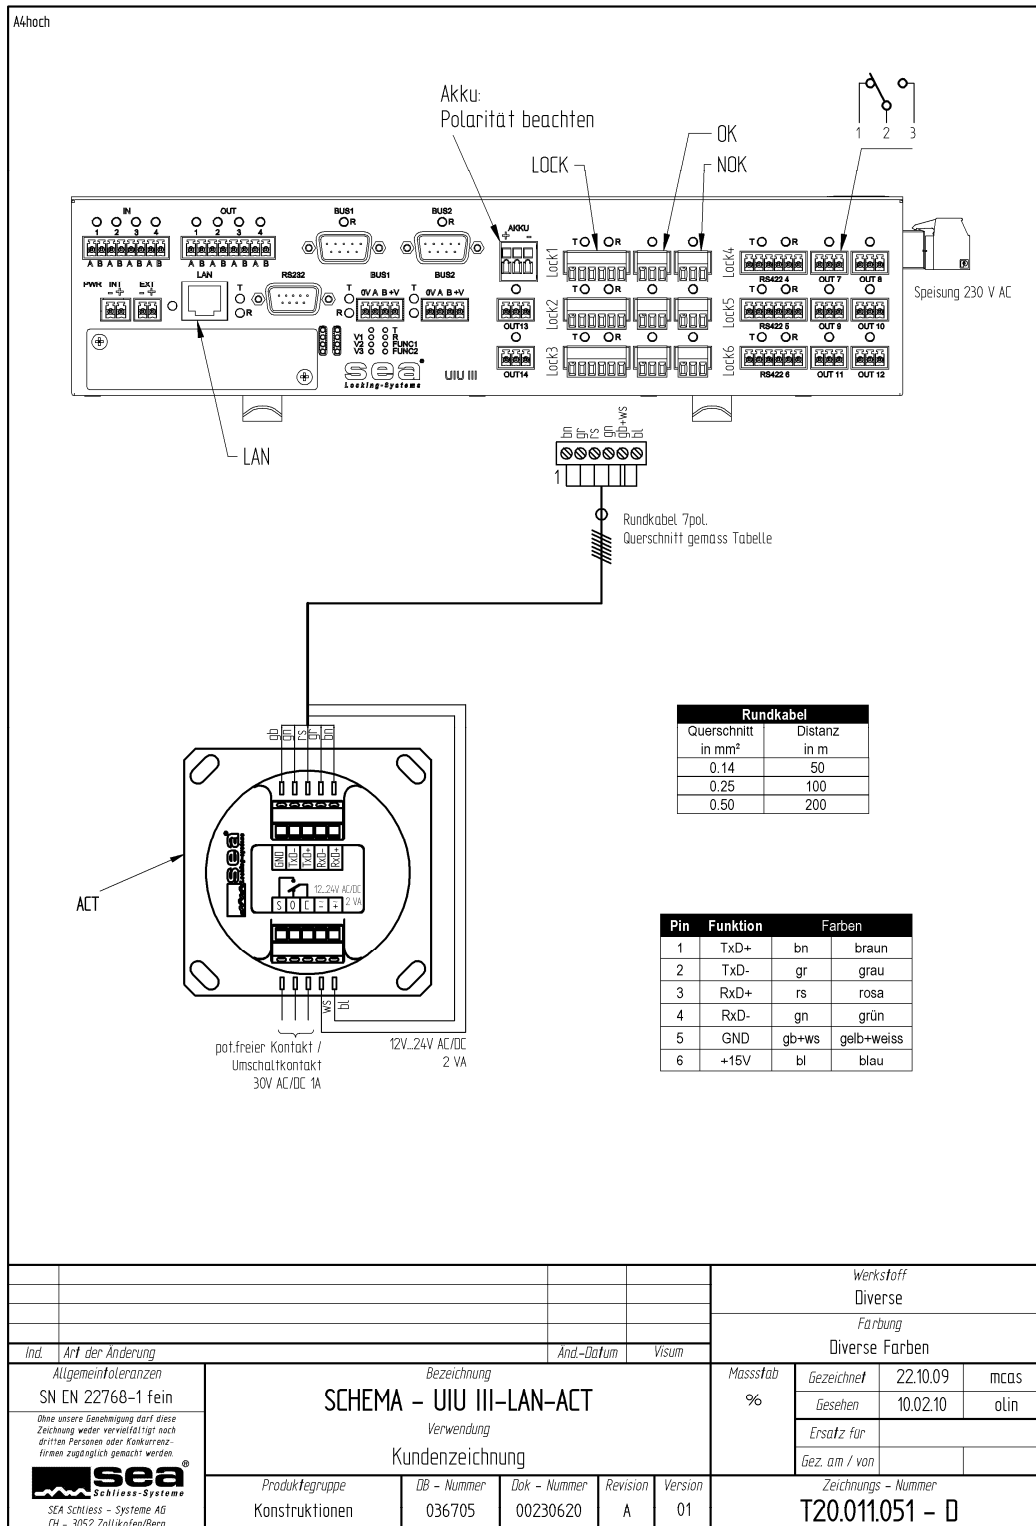 A4hoch
Akku:
Polarität beachten
LOCK
OK
NOK
1 2 3
IN
1 2 3 4
A B A B A B A B
OUT
1 2 3 4
A B A B A B A B
BUS1
R
BUS2
R
AKKU
+ -
Lock1
T R
Lock4
T R
RS422 4
OUT 7
OUT 8
Speisung 230 V AC
PWR INT EXT
- + - +
LAN
T
R
RS232
T
R
BUS1
0V A B +V
T
BUS2
0V A B +V
OUT13
Lock2
T R
Lock5
T R
RS422 5
OUT 9
OUT 10
V1 T
V2 R
V3 FUNC1
FUNC2
sea®
Locking-Systems
UIU III
OUT14
Lock3
T R
Lock6
T R
RS422 6
OUT 11
OUT 12
LAN
bn gr rs gn gb+ws bl
1
Rundkabel 7pol.
Querschnitt gemäss Tabelle
gb gn rs gr bn
Rundkabel
Querschnitt in mm² Distanz in m
0.14 50
0.25 100
0.50 200
ACT
sea®
GND TxD- TxD+ RxD- RxD+
12...24V AC/DC
2 VA
S O C
ws bl
pot.freier Kontakt /
Umschaltkontakt
30V AC/DC 1A
12V...24V AC/DC
2 VA
Pin Funktion Farben
1 TxD+ bn braun
2 TxD- gr grau
3 RxD+ rs rosa
4 RxD- gn grün
5 GND gb+ws gelb+weiss
6 +15V bl blau
Werkstoff
Diverse
Färbung
Diverse Farben
Ind. Art der Änderung Änd.-Datum Visum
Allgemeintoleranzen
SN EN 22768-1 fein
Ohne unsere Genehmigung darf diese
Zeichnung weder vervielfältigt noch
dritten Personen oder Konkurrenz-
firmen zugänglich gemacht werden.
sea®
Schliess-Systeme
SEA Schliess - Systeme AG
CH - 3052 Zollikofen/Bern
Bezeichnung
SCHEMA - UIU III-LAN-ACT
Verwendung
Kundenzeichnung
Massstab
%
Gezeichnet 22.10.09 mcas
Gesehen 10.02.10 olin
Ersatz für
Gez. am / von
Produktegruppe
Konstruktionen
DB - Nummer
036705
Dok - Nummer
00230620
Revision
A
Version
01
Zeichnungs - Nummer
T20.011.051 - D